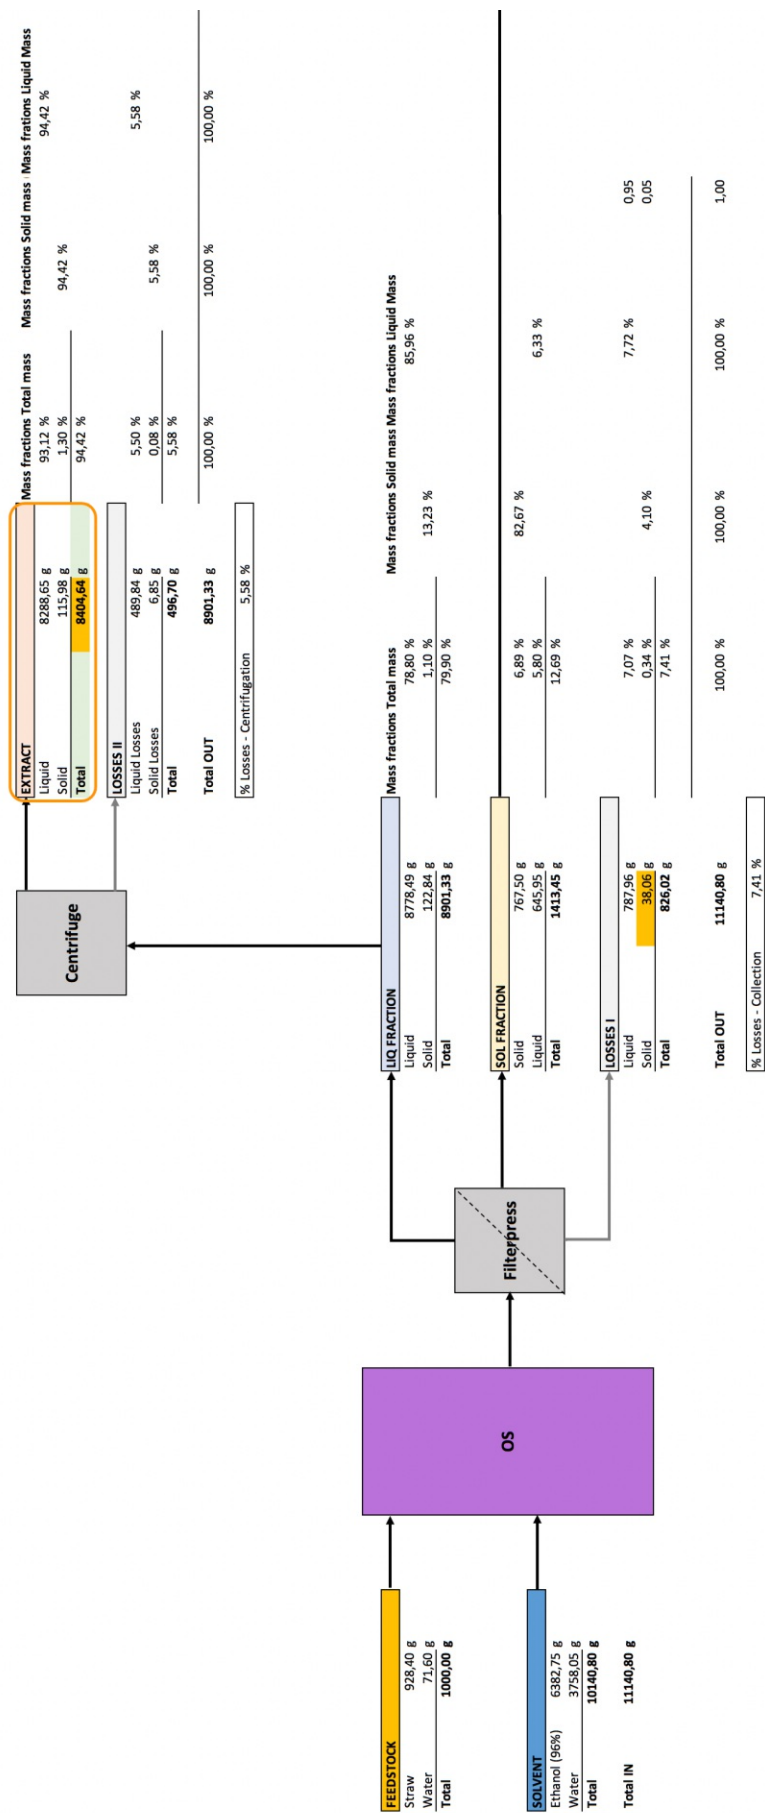 FEEDSTOCK
Straw 928,40 g
Water 71,60 g
Total 1000,00 g
SOLVENT
Ethanol (96%) 6382,75 g
Water 3758,05 g
Total 10140,80 g
Total IN 11140,80 g
OS
Filterpress
Centrifuge
EXTRACT Mass fractions Total mass Mass fractions Solid mass Mass frations Liquid Mass
Liquid 8288,65 g 93,12 % 94,42 %
Solid 115,98 g 1,30 % 94,42 %
Total 8404,64 g 94,42 %
LOSSES II
Liquid Losses 489,84 g 5,50 % 5,58 %
Solid Losses 6,85 g 0,08 % 5,58 %
Total 496,70 g 5,58 %
Total OUT 8901,33 g 100,00 % 100,00 % 100,00 %
% Losses - Centrifugation 5,58 %
LIQ FRACTION Mass fractions Total mass Mass fractions Solid mass Mass fractions Liquid Mass
Liquid 8778,49 g 78,80 % 85,96 %
Solid 122,84 g 1,10 % 13,23 %
Total 8901,33 g 79,90 %
SOL FRACTION
Solid 767,50 g 6,89 % 82,67 %
Liquid 645,95 g 5,80 % 6,33 %
Total 1413,45 g 12,69 %
LOSSES I
Liquid 787,96 g 7,07 % 7,72 % 0,95
Solid 38,06 g 0,34 % 4,10 % 0,05
Total 826,02 g 7,41 %
Total OUT 11140,80 g 100,00 % 100,00 % 100,00 % 1,00
% Losses - Collection 7,41 %